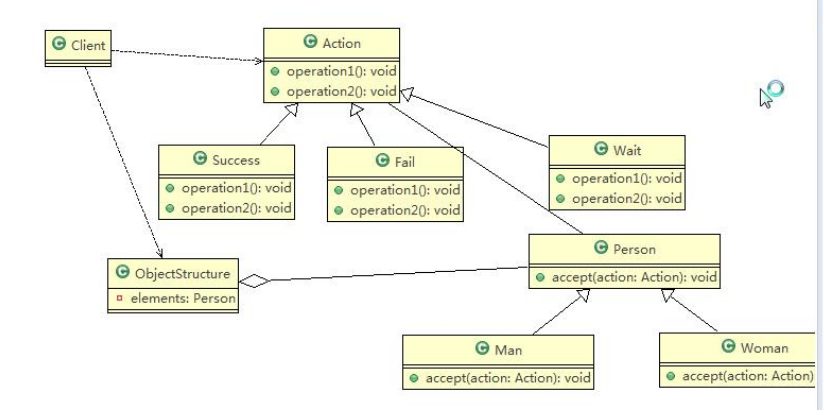 Client
Action
operation1(): void
operation2(): void
Success
operation1(): void
operation2(): void
Fail
operation1(): void
operation2(): void
Wait
operation1(): void
operation2(): void
Person
accept(action: Action): void
ObjectStructure
elements: Person
Man
accept(action: Action): void
Woman
accept(action: Action)